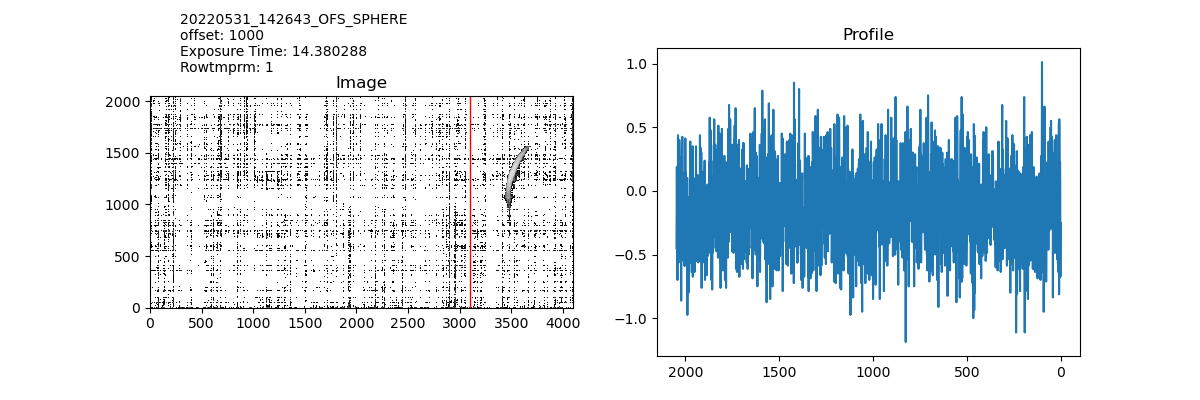 20220531_142643_OFS_SPHERE
offset: 1000
Exposure Time: 14.380288
Rowtmprm: 1
Image
2000
1500
1000
500
0
0 500 1000 1500 2000 2500 3000 3500 4000
Profile
1.0
0.5
0.0
−0.5
−1.0
2000 1500 1000 500 0